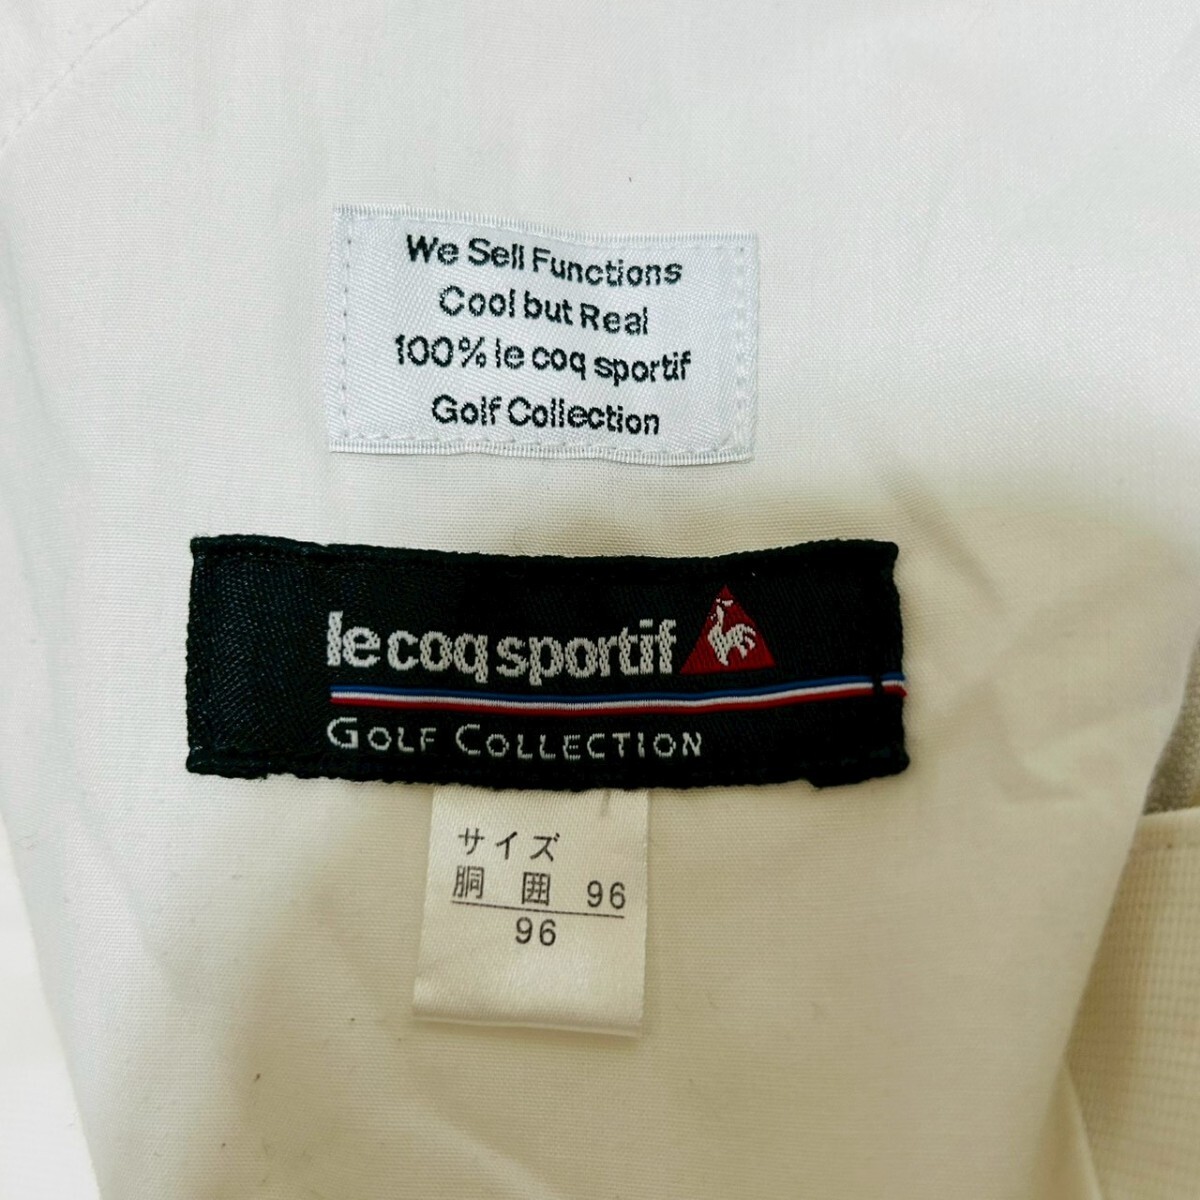 We Sell Functions
Cool but Real
100% le coq sportif
Golf Collection
le coq sportif
GOLF COLLECTION
サイズ
胴囲 96
96